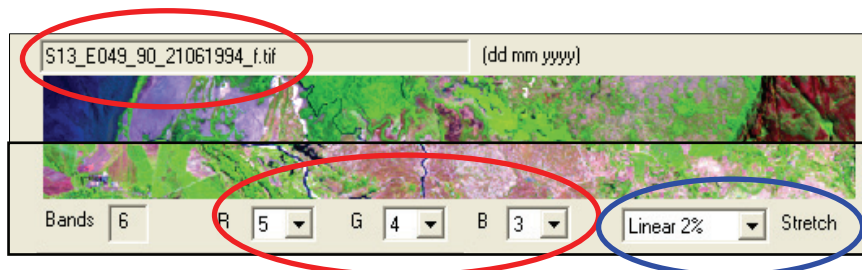 S13_E049_90_21061994_f.tif (dd mm yyyy)
Bands 6 R 5 G 4 B 3 Linear 2% Stretch